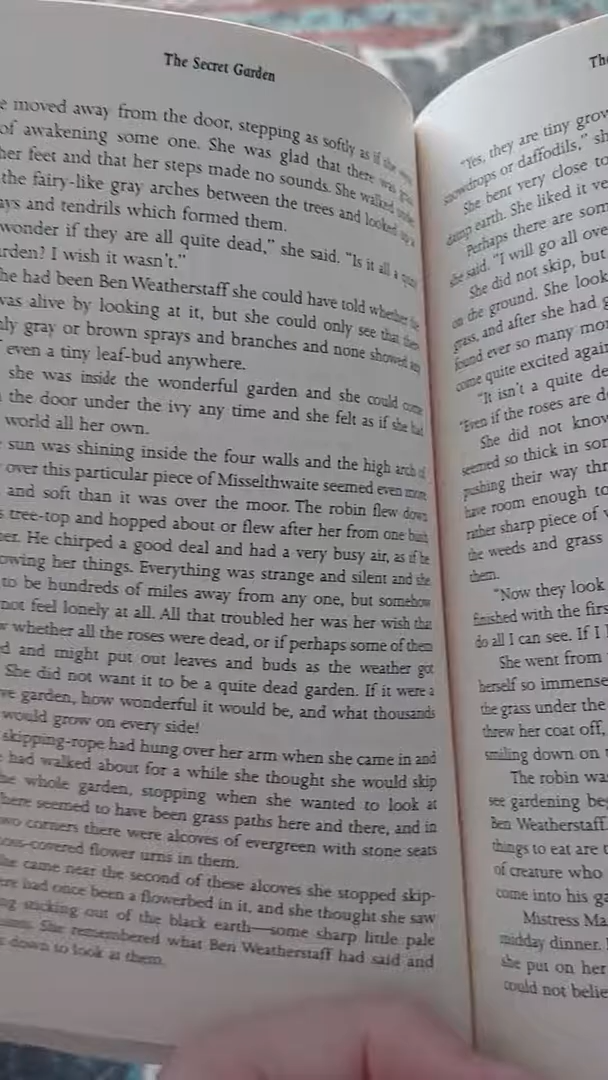 The Secret Garden
e moved away from the door, stepping as softly as if she were
of awakening some one. She was glad that there was grass
her feet and that her steps made no sounds. She walked under
the fairy-like gray arches between the trees and looked up a
ays and tendrils which formed them.
wonder if they are all quite dead," she said. "Is it all a quite
arden? I wish it wasn't."
he had been Ben Weatherstaff she could have told whether the
was alive by looking at it, but she could only see that there
nly gray or brown sprays and branches and none showed any
even a tiny leaf-bud anywhere.
she was inside the wonderful garden and she could come
the door under the ivy any time and she felt as if she had
world all her own.
sun was shining inside the four walls and the high arch of
over this particular piece of Misselthwaite seemed even more
and soft than it was over the moor. The robin flew down
s tree-top and hopped about or flew after her from one bush
her. He chirped a good deal and had a very busy air, as if he
owing her things. Everything was strange and silent and she
to be hundreds of miles away from any one, but somehow
not feel lonely at all. All that troubled her was her wish that
w whether all the roses were dead, or if perhaps some of them
d and might put out leaves and buds as the weather got
She did not want it to be a quite dead garden. If it were a
ve garden, how wonderful it would be, and what thousands
would grow on every side!
skipping-rope had hung over her arm when she came in and
had walked about for a while she thought she would skip
he whole garden, stopping when she wanted to look at
here seemed to have been grass paths here and there, and in
wo corners there were alcoves of evergreen with stone seats
oss-covered flower urns in them.
he came near the second of these alcoves she stopped skip-
ere had once been a flowerbed in it, and she thought she saw
ng sticking out of the black earth—some sharp little pale
She remembered what Ben Weatherstaff had said and
down to look at them.
Th
"Yes, they are tiny grow
snowdrops or daffodils," sh
She bent very close to
damp earth. She liked it ve
Perhaps there are som
she said. "I will go all ove
She did not skip, but
on the ground. She look
grass, and after she had g
found ever so many mor
come quite excited again
"It isn't a quite de
"Even if the roses are d
She did not know
seemed so thick in som
pushing their way thr
have room enough to
rather sharp piece of w
the weeds and grass
them.
"Now they look
finished with the firs
do all I can see. If I
She went from
herself so immense
the grass under the
threw her coat off,
smiling down on t
The robin wa
see gardening be
Ben Weatherstaff
things to eat are t
of creature who
come into his ga
Mistress Ma
midday dinner.
she put on her
could not belie